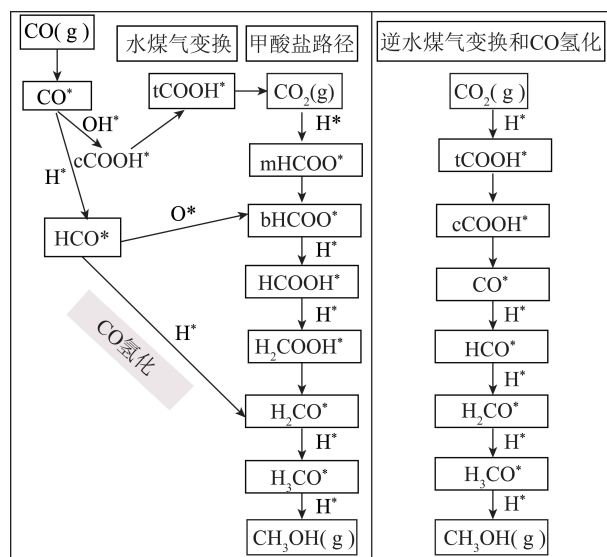 CO( g )
水煤气变换
甲酸盐路径
CO*
OH*
cCOOH*
tCOOH*
CO₂(g)
H*
mHCOO*
H*
HCO*
O*
bHCOO*
H*
HCOOH*
H*
H₂COOH*
CO氢化
H*
H₂CO*
H*
H₃CO*
H*
CH₃OH( g )
逆水煤气变换和CO氢化
CO₂( g )
H*
tCOOH*
cCOOH*
CO*
H*
HCO*
H*
H₂CO*
H*
H₃CO*
H*
CH₃OH( g )